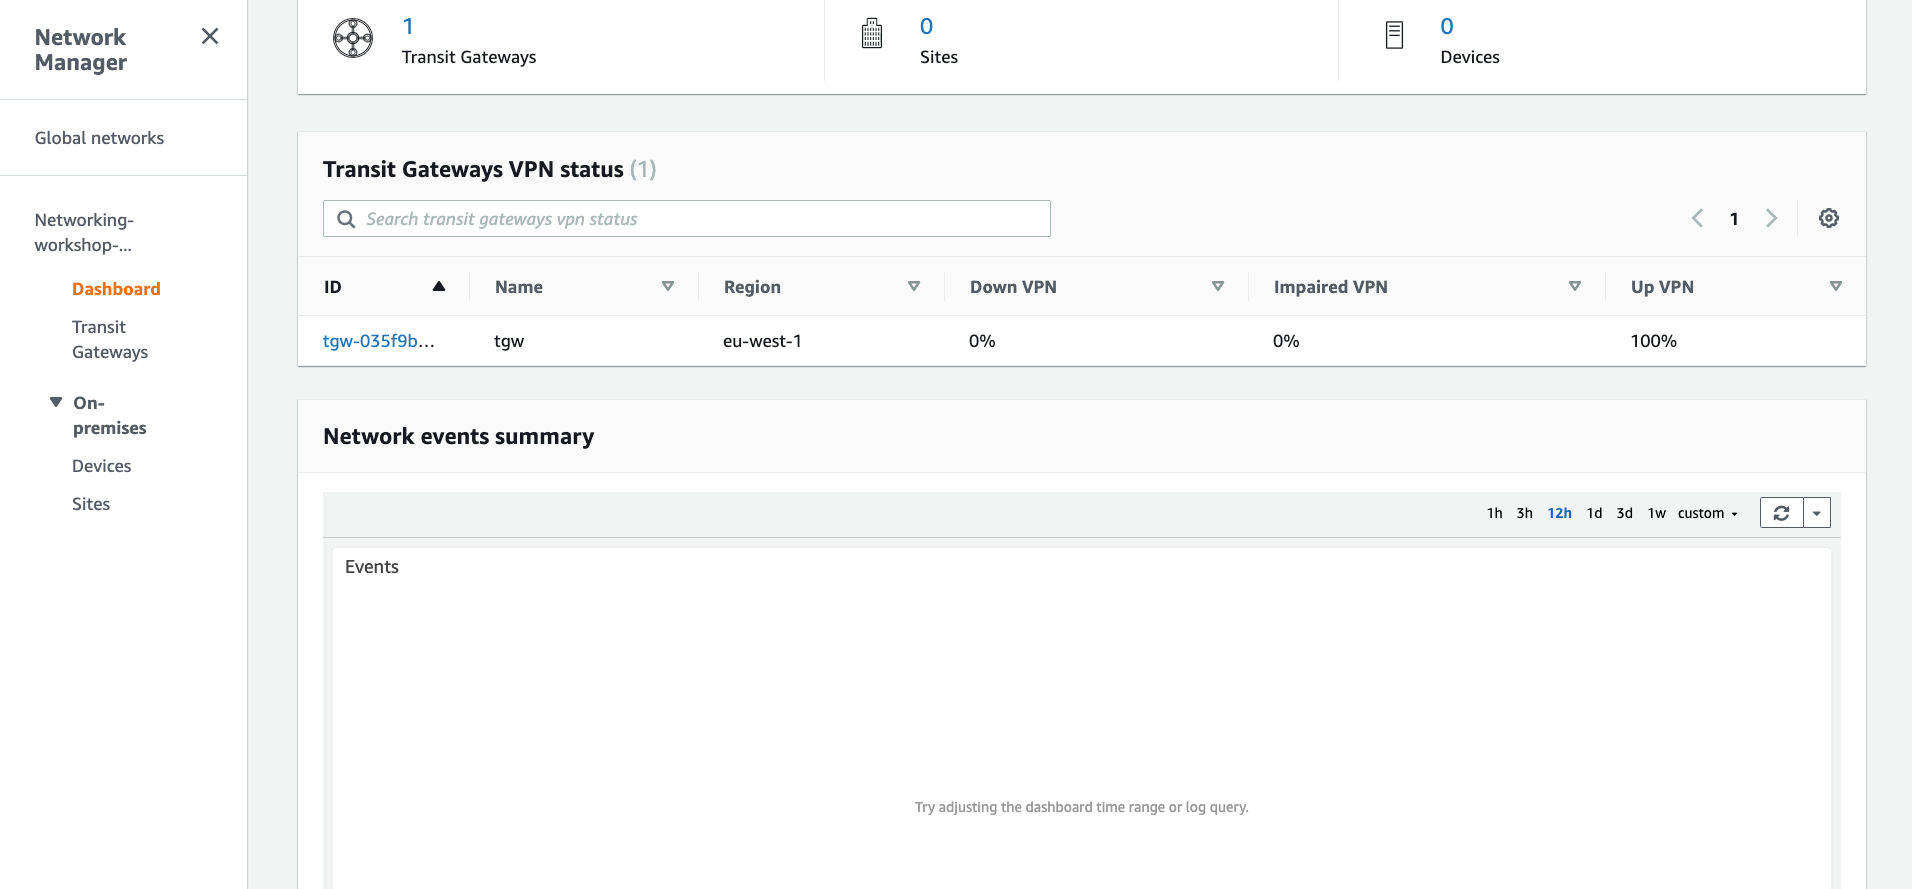 Network
Manager
Global networks
Networking-
workshop-...
Dashboard
Transit
Gateways
On-
premises
Devices
Sites
1
Transit Gateways
0
Sites
0
Devices
Transit Gateways VPN status (1)
Search transit gateways vpn status
1
ID Name Region Down VPN Impaired VPN Up VPN
tgw-035f9b... tgw eu-west-1 0% 0% 100%
Network events summary
1h 3h 12h 1d 3d 1w custom
Events
Try adjusting the dashboard time range or log query.